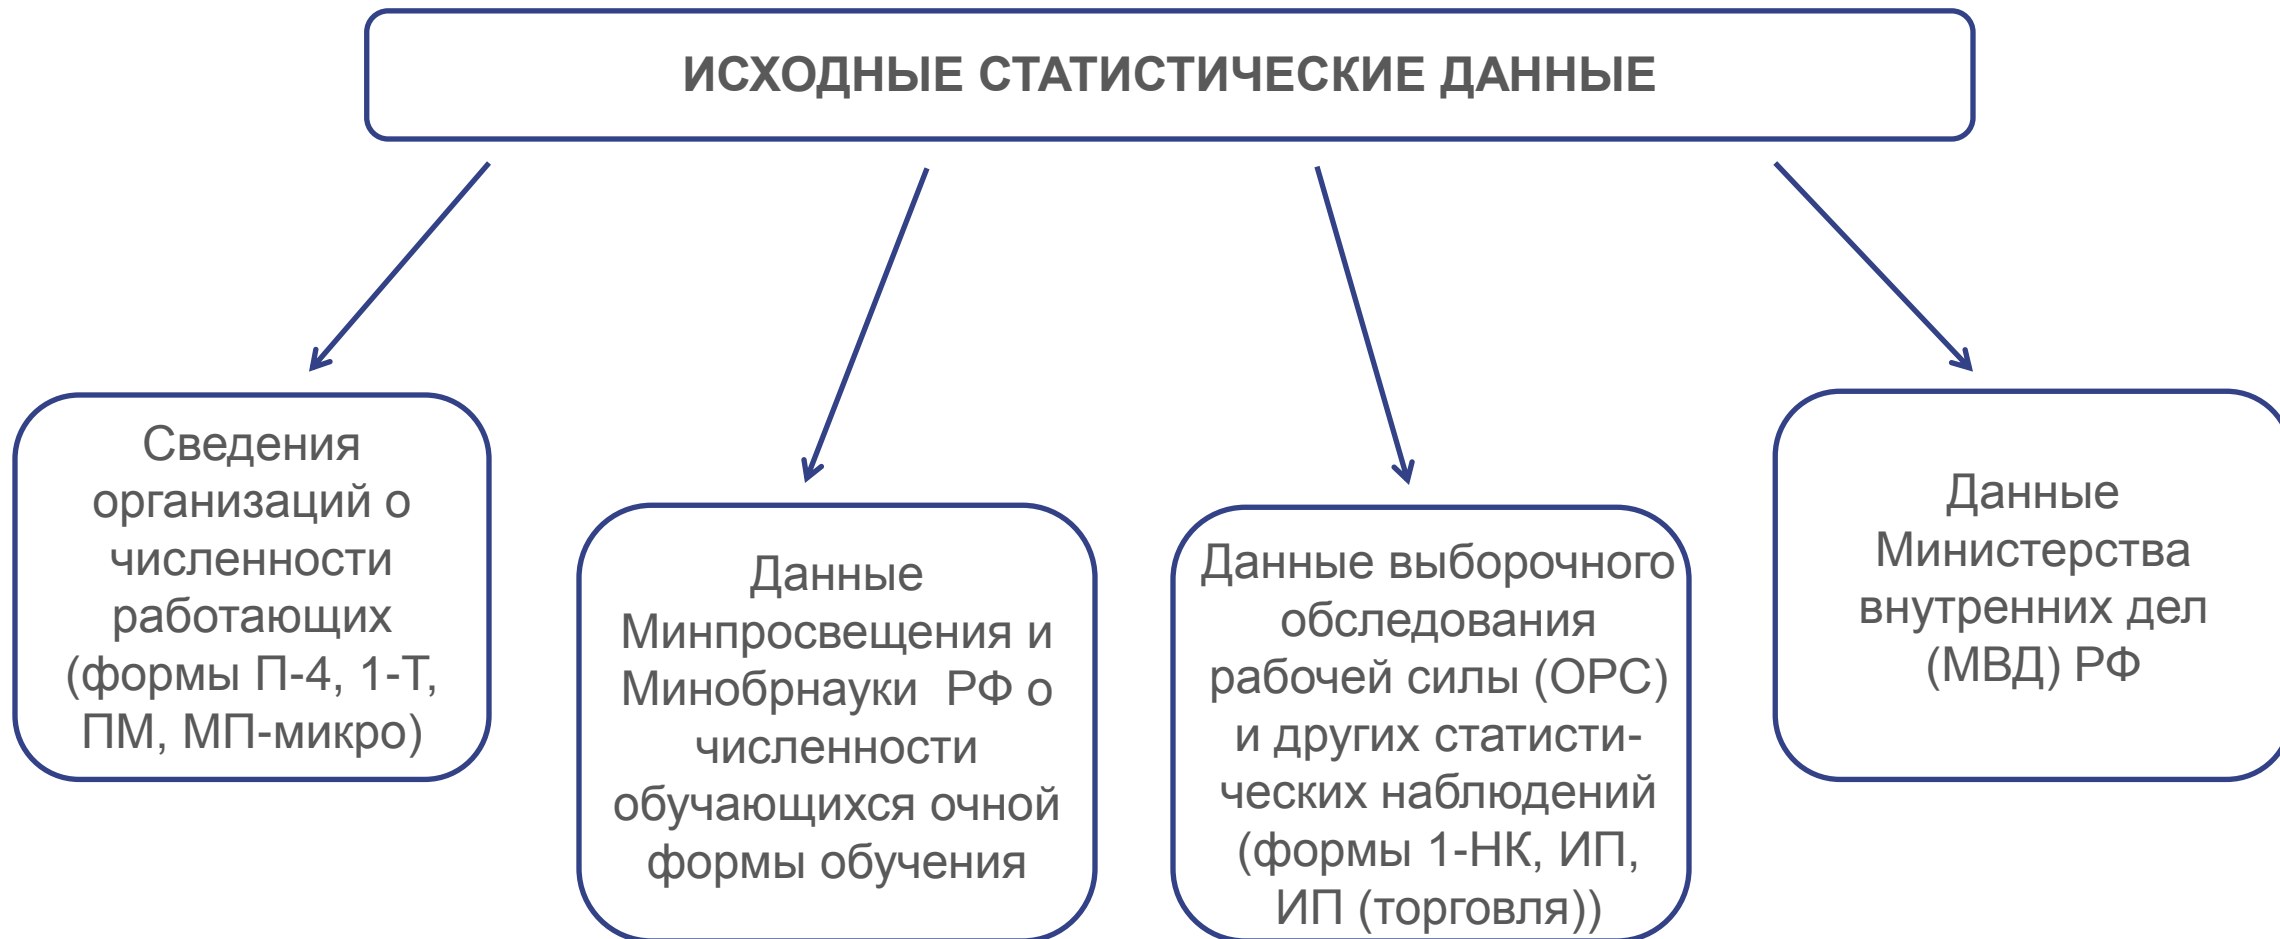 ИСХОДНЫЕ СТАТИСТИЧЕСКИЕ ДАННЫЕ
Сведения
организаций о
численности
работающих
(формы П-4, 1-Т,
ПМ, МП-микро)
Данные
Минпросвещения и
Минобрнауки РФ о
численности
обучающихся очной
формы обучения
Данные выборочного
обследования
рабочей силы (ОРС)
и других статисти-
ческих наблюдений
(формы 1-НК, ИП,
ИП (торговля))
Данные
Министерства
внутренних дел
(МВД) РФ